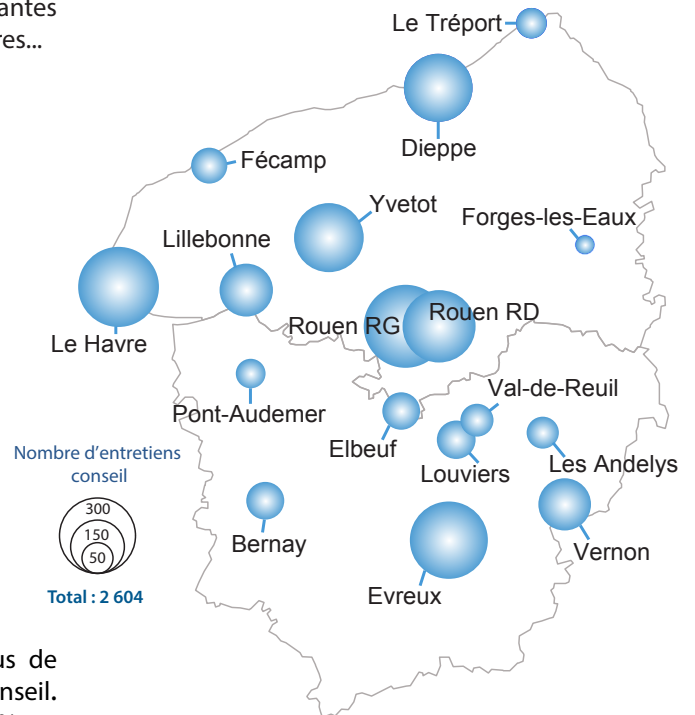 antes
res...
Le Tréport
Dieppe
Fécamp
Yvetot
Forges-les-Eaux
Lillebonne
Rouen RG
Rouen RD
Le Havre
Pont-Audemer
Val-de-Reuil
Elbeuf
Louviers
Les Andelys
Nombre d'entretiens
conseil
300
150
50
Total : 2 604
Bernay
Vernon
Evreux
us de
nseil.